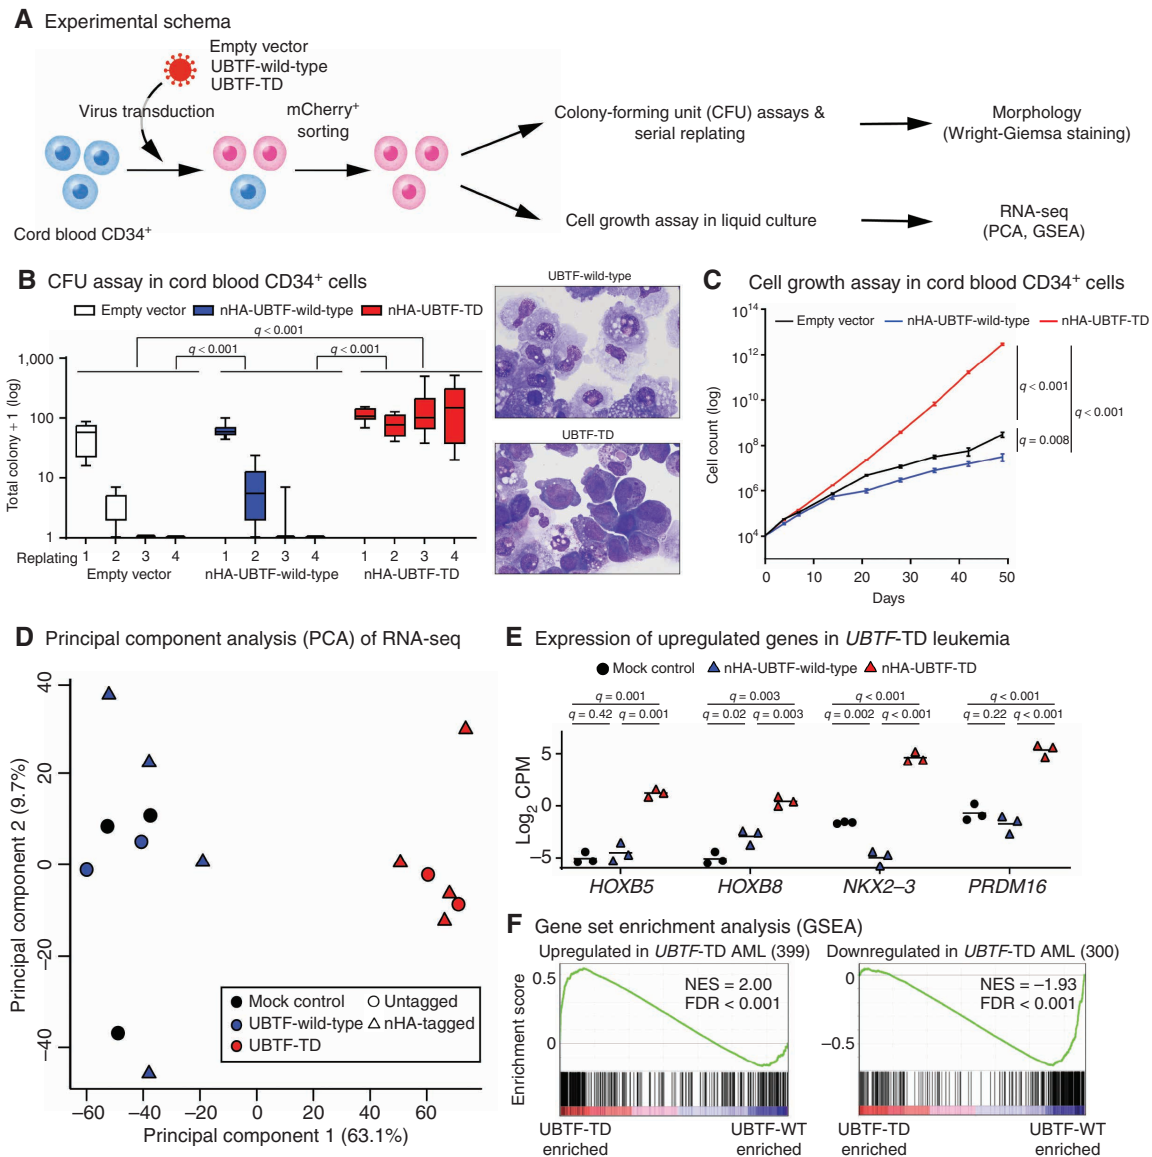 A Experimental schema
Empty vector
UBTF-wild-type
UBTF-TD
Virus transduction
mCherry+
sorting
Cord blood CD34+
Colony-forming unit (CFU) assays &
serial replating
Morphology
(Wright-Giemsa staining)
Cell growth assay in liquid culture
RNA-seq
(PCA, GSEA)
B CFU assay in cord blood CD34+ cells
Empty vector nHA-UBTF-wild-type nHA-UBTF-TD
q < 0.001
q < 0.001 q < 0.001
Total colony + 1 (log)
1,000
100
10
1
Replating 1 2 3 4 1 2 3 4 1 2 3 4
Empty vector nHA-UBTF-wild-type nHA-UBTF-TD
UBTF-wild-type
UBTF-TD
C Cell growth assay in cord blood CD34+ cells
Empty vector nHA-UBTF-wild-type nHA-UBTF-TD
Cell count (log)
10^14
10^12
10^10
10^8
10^6
10^4
q < 0.001
q < 0.001
q = 0.008
0 10 20 30 40 50
Days
D Principal component analysis (PCA) of RNA-seq
Principal component 2 (9.7%)
40
20
0
−20
−40
Mock control Untagged
UBTF-wild-type nHA-tagged
UBTF-TD
−60 −40 −20 0 20 40 60
Principal component 1 (63.1%)
E Expression of upregulated genes in UBTF-TD leukemia
Mock control nHA-UBTF-wild-type nHA-UBTF-TD
q = 0.001 q = 0.003 q < 0.001 q < 0.001
q = 0.42 q = 0.001 q = 0.02 q = 0.003 q = 0.002 q < 0.001 q = 0.22 q < 0.001
Log2 CPM
5
0
−5
HOXB5 HOXB8 NKX2–3 PRDM16
F Gene set enrichment analysis (GSEA)
Upregulated in UBTF-TD AML (399)
Enrichment score
0.5
0
NES = 2.00
FDR < 0.001
UBTF-TD
enriched
UBTF-WT
enriched
Downregulated in UBTF-TD AML (300)
0
−0.5
NES = −1.93
FDR < 0.001
UBTF-TD
enriched
UBTF-WT
enriched